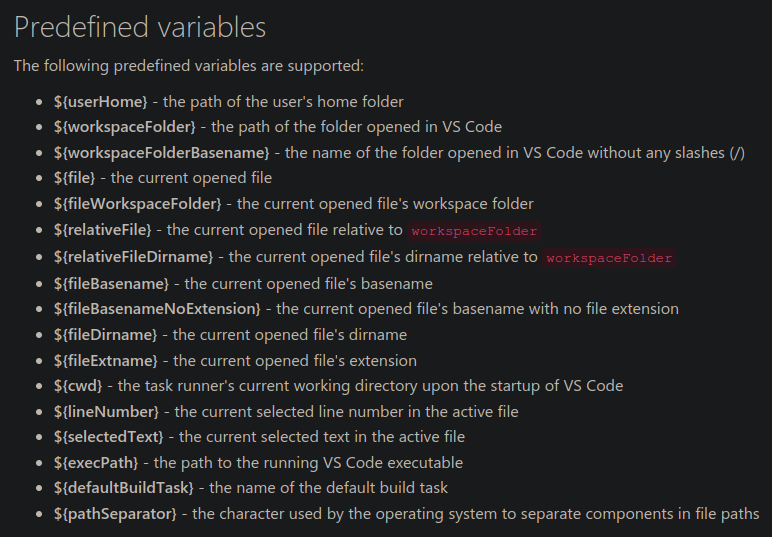 Predefined variables
The following predefined variables are supported:
• ${userHome} - the path of the user's home folder
• ${workspaceFolder} - the path of the folder opened in VS Code
• ${workspaceFolderBasename} - the name of the folder opened in VS Code without any slashes (/)
• ${file} - the current opened file
• ${fileWorkspaceFolder} - the current opened file's workspace folder
• ${relativeFile} - the current opened file relative to workspaceFolder
• ${relativeFileDirname} - the current opened file's dirname relative to workspaceFolder
• ${fileBasename} - the current opened file's basename
• ${fileBasenameNoExtension} - the current opened file's basename with no file extension
• ${fileDirname} - the current opened file's dirname
• ${fileExtname} - the current opened file's extension
• ${cwd} - the task runner's current working directory upon the startup of VS Code
• ${lineNumber} - the current selected line number in the active file
• ${selectedText} - the current selected text in the active file
• ${execPath} - the path to the running VS Code executable
• ${defaultBuildTask} - the name of the default build task
• ${pathSeparator} - the character used by the operating system to separate components in file paths